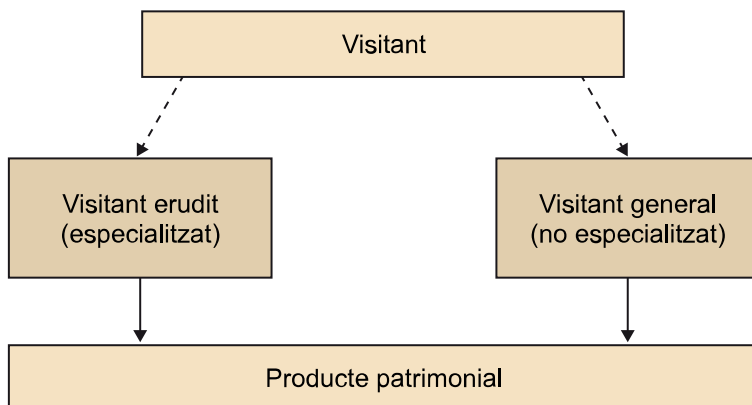 Visitant
Visitant erudit
(especialitzat)
Visitant general
(no especialitzat)
Producte patrimonial